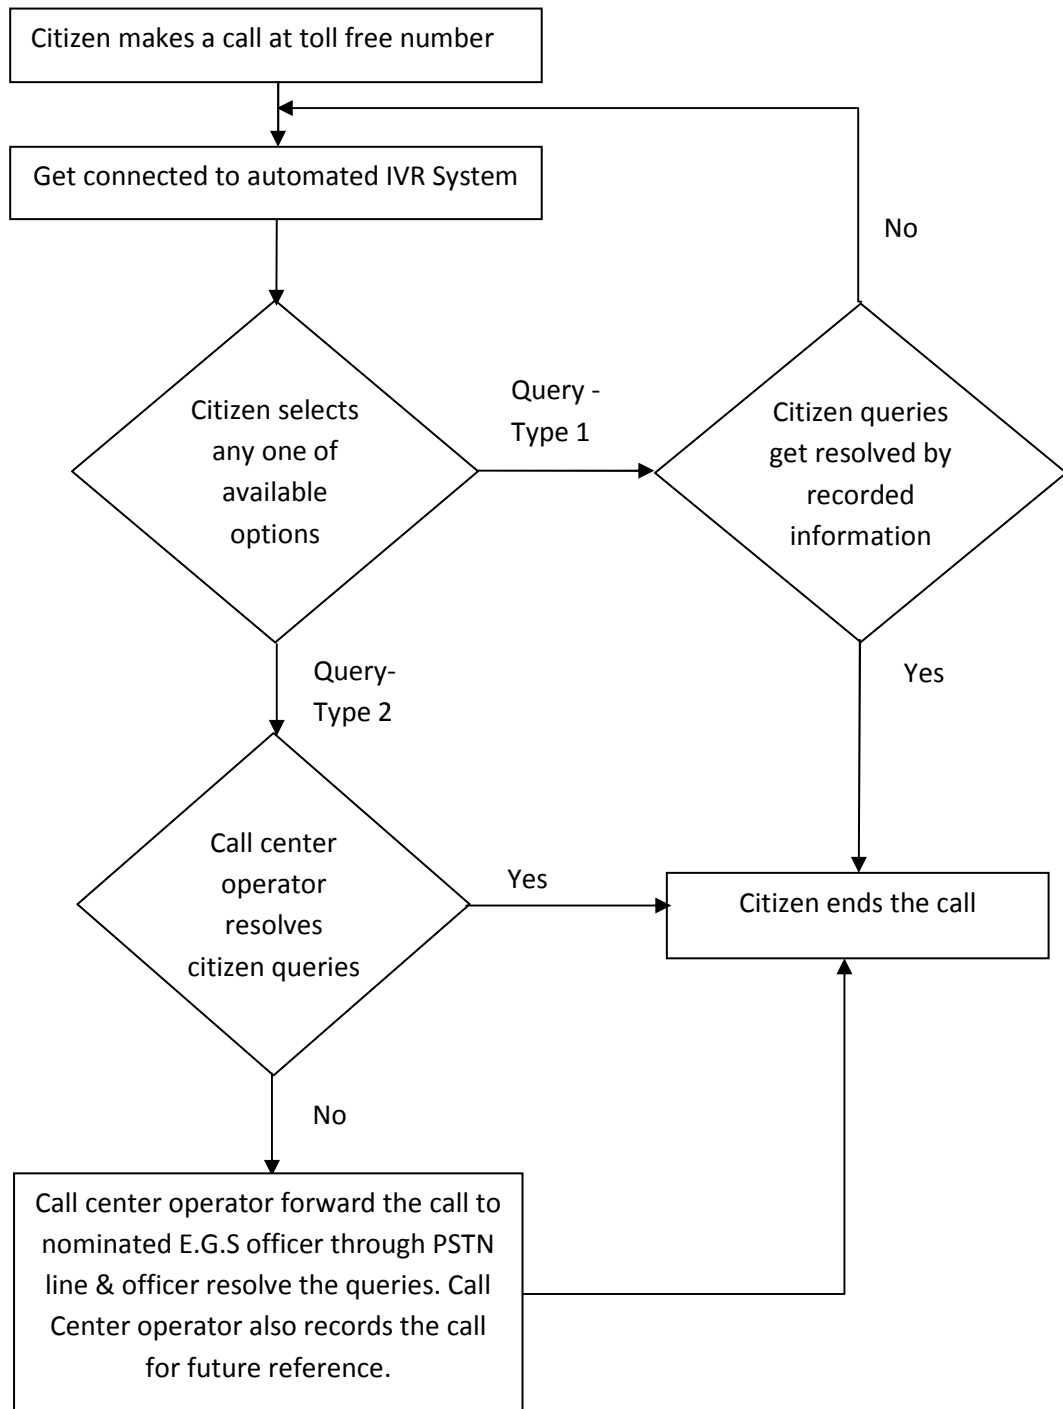 Citizen makes a call at toll free number
Get connected to automated IVR System
No
Citizen selects
any one of
available
options
Query -
Type 1
Citizen queries
get resolved by
recorded
information
Query-
Type 2
Yes
Call center
operator
resolves
citizen queries
Yes
Citizen ends the call
No
Call center operator forward the call to
nominated E.G.S officer through PSTN
line & officer resolve the queries. Call
Center operator also records the call
for future reference.